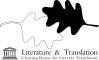 Literature & Translation
Clearing House For Literary Translation